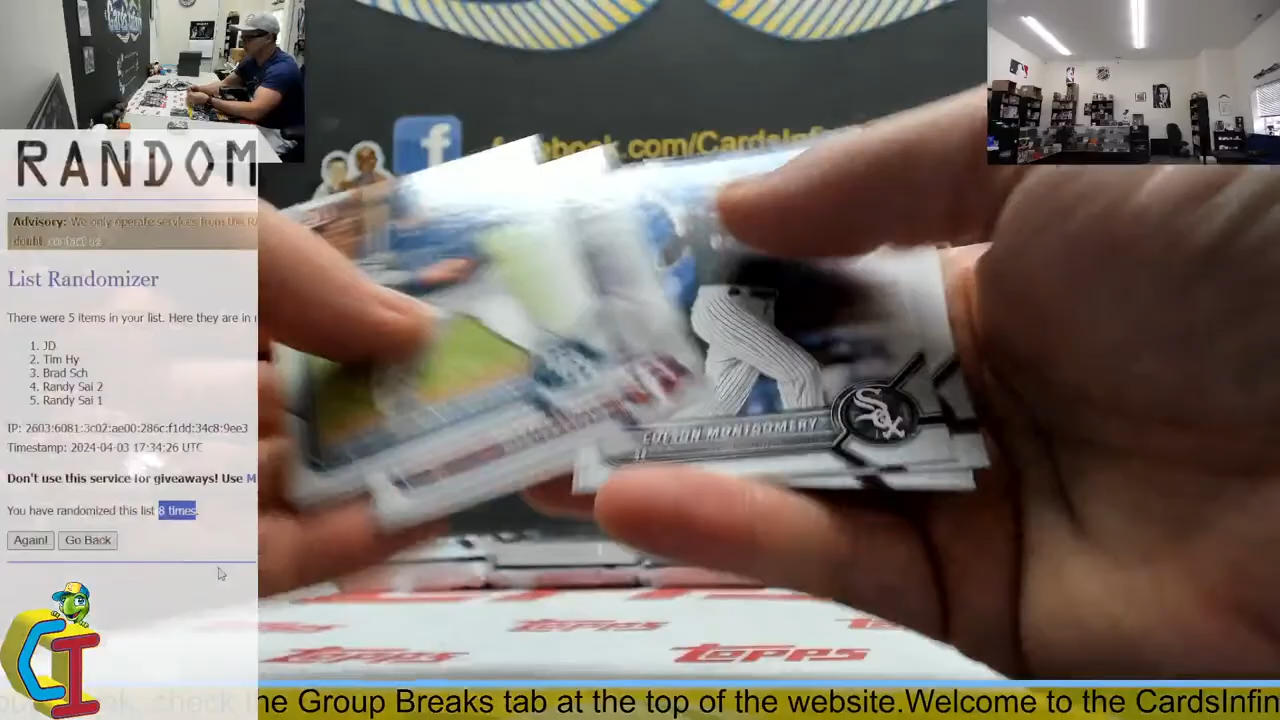 RANDOM
Advisory: We only operate services from the RA
doubt, contact us
List Randomizer
There were 5 items in your list. Here they are in
1. JD
2. Tim Hy
3. Brad Sch
4. Randy Sai 2
5. Randy Sai 1
IP: 2603:6081:3c02:ae00:286c:f1dd:34c8:9ee3
Timestamp: 2024-04-03 17:34:26 UTC
Don't use this service for giveaways! Use M
You have randomized this list 8 times.
Again! Go Back
CI
f
facebook.com/CardsInfin
COLSON MONTGOMERY
Sox
Topps
Topps
Topps
check the Group Breaks tab at the top of the website.Welcome to the CardsInfin